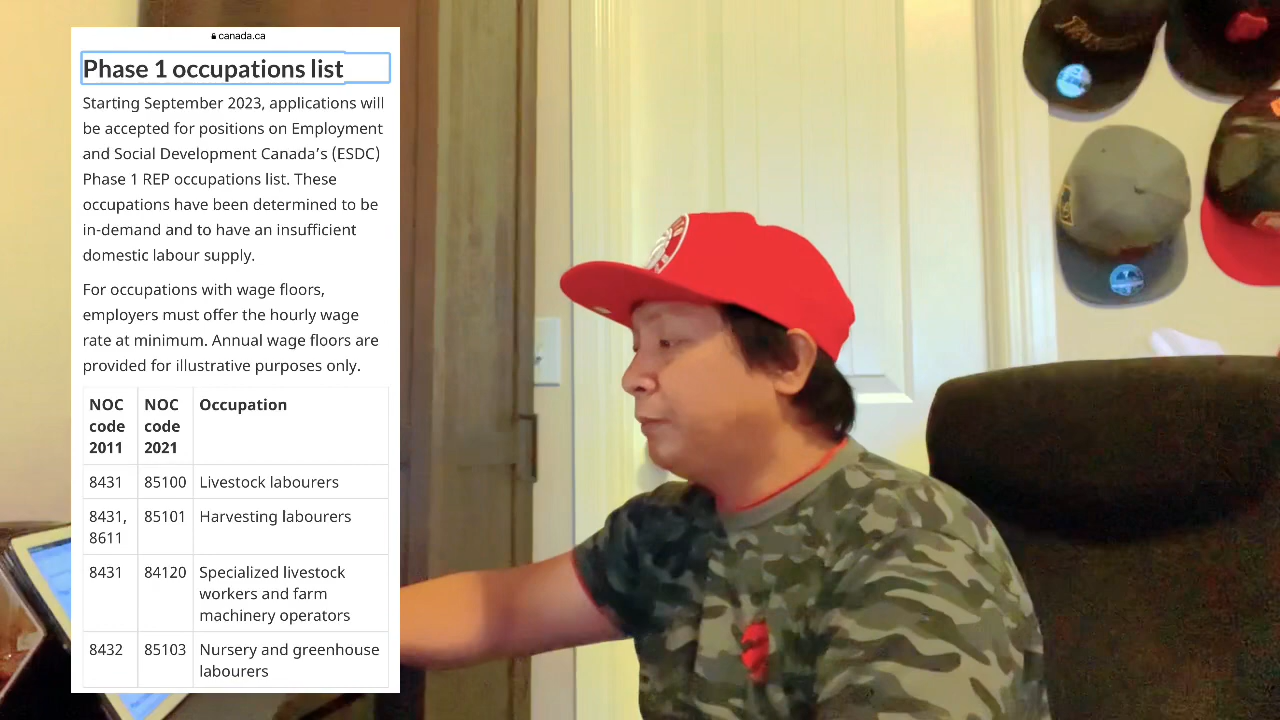 canada.ca
Phase 1 occupations list
Starting September 2023, applications will
be accepted for positions on Employment
and Social Development Canada's (ESDC)
Phase 1 REP occupations list. These
occupations have been determined to be
in-demand and to have an insufficient
domestic labour supply.
For occupations with wage floors,
employers must offer the hourly wage
rate at minimum. Annual wage floors are
provided for illustrative purposes only.
NOC code 2011 NOC code 2021 Occupation
8431 85100 Livestock labourers
8431, 8611 85101 Harvesting labourers
8431 84120 Specialized livestock workers and farm machinery operators
8432 85103 Nursery and greenhouse labourers